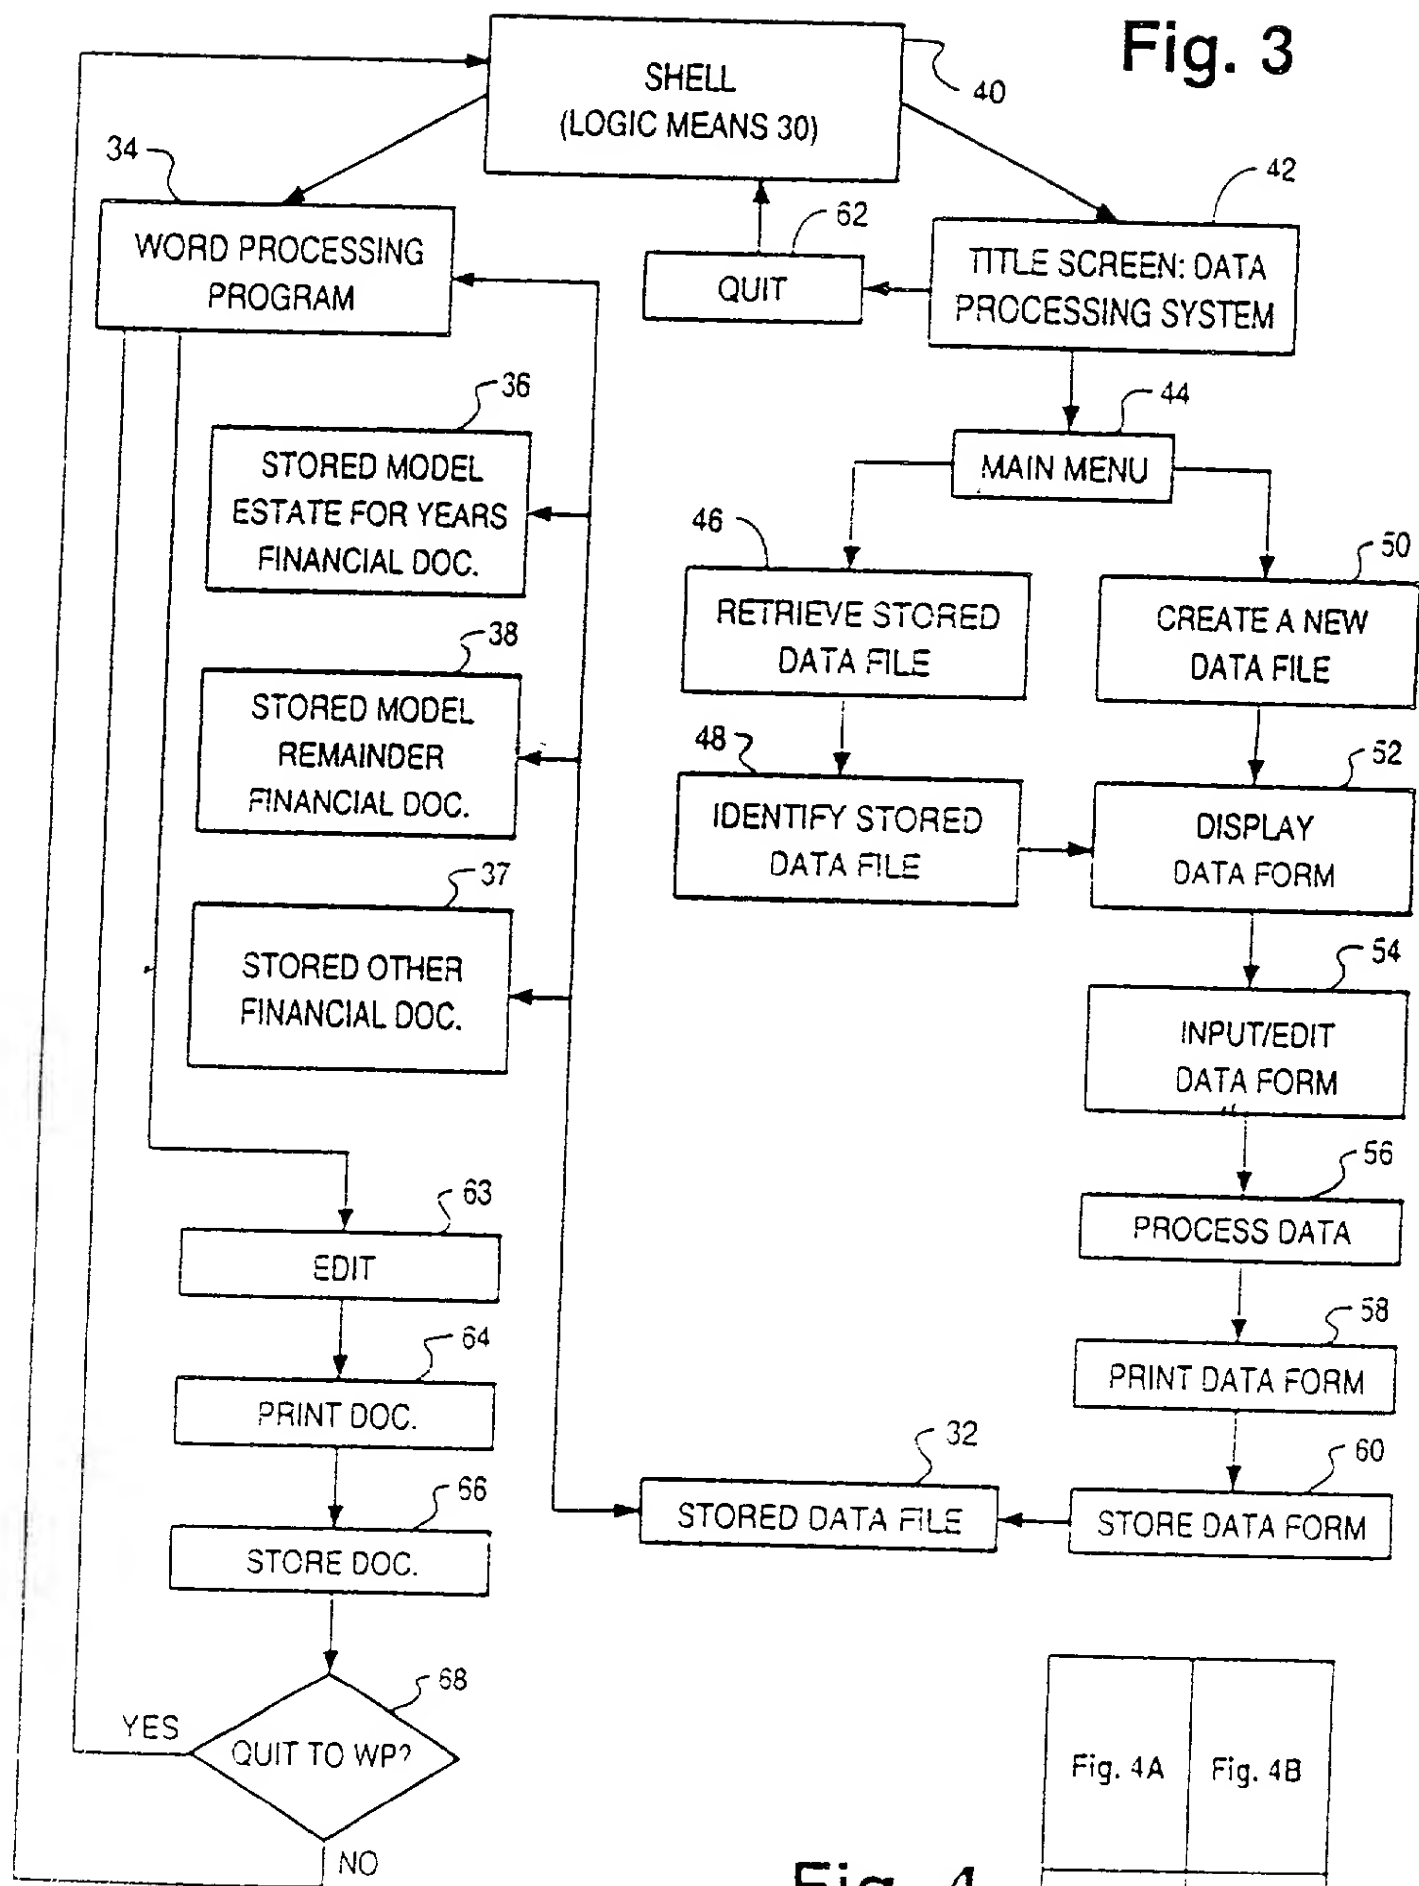 Fig. 3
SHELL
(LOGIC MEANS 30)
40
34
WORD PROCESSING
PROGRAM
62
QUIT
42
TITLE SCREEN: DATA
PROCESSING SYSTEM
44
MAIN MENU
36
STORED MODEL
ESTATE FOR YEARS
FINANCIAL DOC.
46
RETRIEVE STORED
DATA FILE
50
CREATE A NEW
DATA FILE
38
STORED MODEL
REMAINDER
FINANCIAL DOC.
48
IDENTIFY STORED
DATA FILE
52
DISPLAY
DATA FORM
37
STORED OTHER
FINANCIAL DOC.
54
INPUT/EDIT
DATA FORM
56
PROCESS DATA
63
EDIT
58
PRINT DATA FORM
64
PRINT DOC.
32
STORED DATA FILE
60
STORE DATA FORM
66
STORE DOC.
68
QUIT TO WP?
YES
NO
Fig. 4A
Fig. 4B
Fig. 4